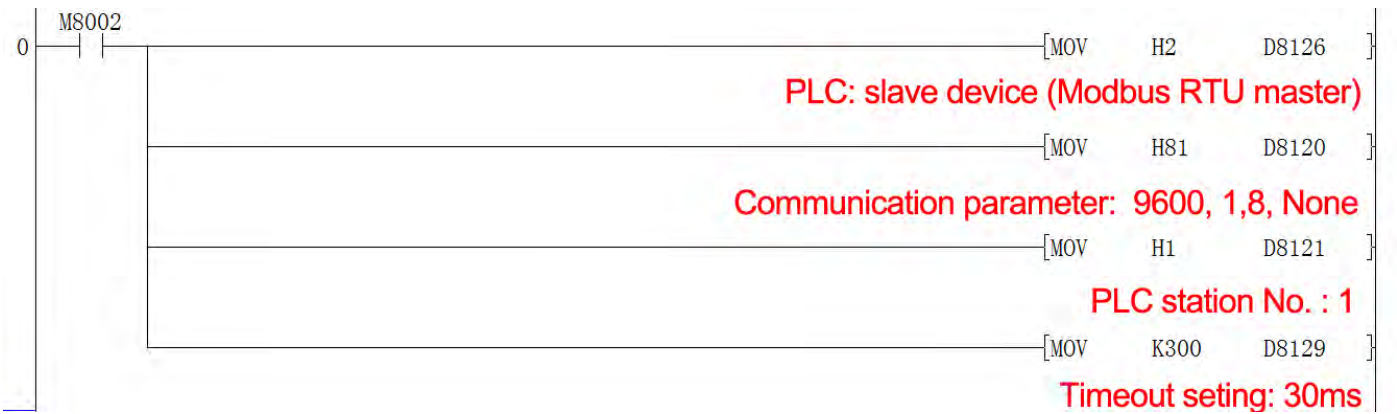 M8002
0 [MOV H2 D8126 ]
PLC: slave device (Modbus RTU master)
[MOV H81 D8120 ]
Communication parameter: 9600, 1,8, None
[MOV H1 D8121 ]
PLC station No. : 1
[MOV K300 D8129 ]
Timeout seting: 30ms